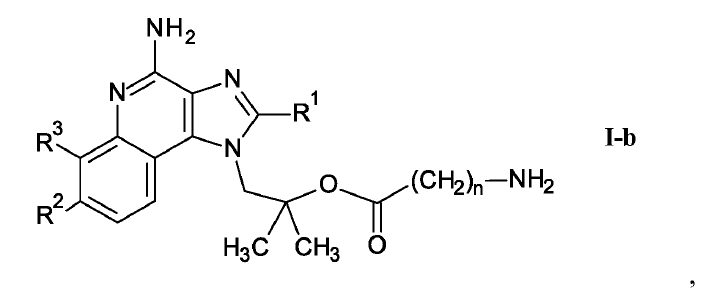 NH2
N
N
R1
R3
N
I-b
R2
O
(CH2)n—NH2
H3C
CH3
O
,